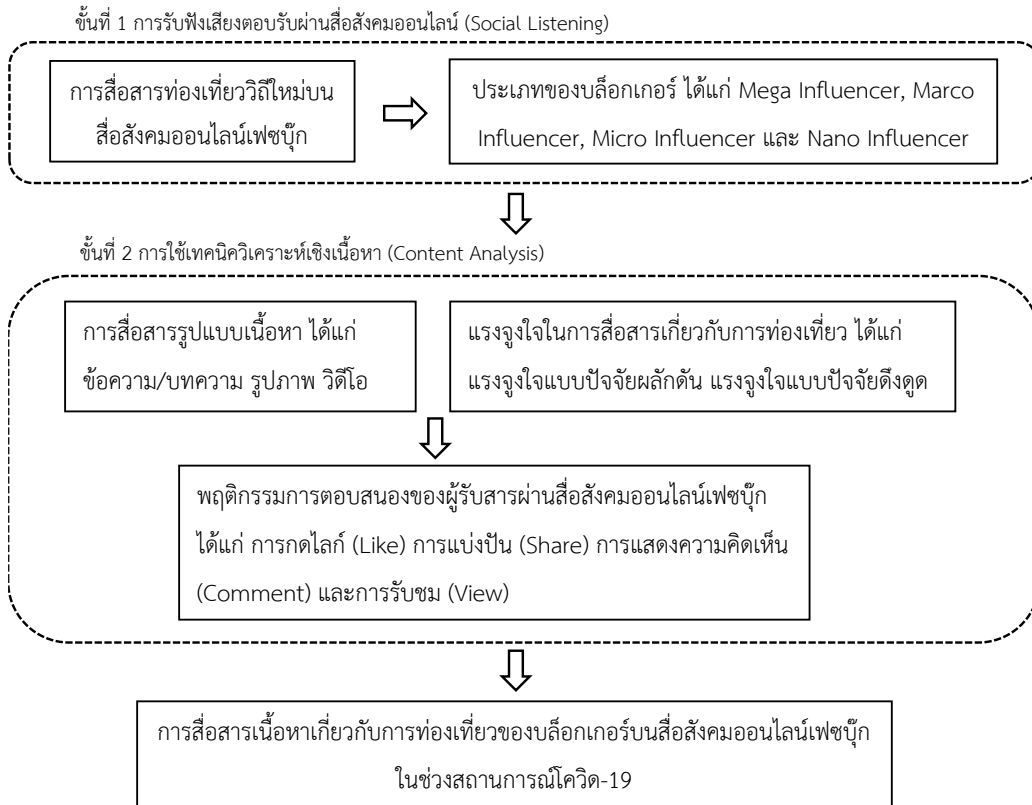 ขั้นที่ 1 การรับฟังเสียงตอบรับผ่านสื่อสังคมออนไลน์ (Social Listening)
การสื่อสารท่องเที่ยววิถีใหม่บน
สื่อสังคมออนไลน์เฟซบุ๊ก
ประเภทของบล็อกเกอร์ ได้แก่ Mega Influencer, Marco
Influencer, Micro Influencer และ Nano Influencer
ขั้นที่ 2 การใช้เทคนิควิเคราะห์เชิงเนื้อหา (Content Analysis)
การสื่อสารรูปแบบเนื้อหา ได้แก่
ข้อความ/บทความ รูปภาพ วิดีโอ
แรงจูงใจในการสื่อสารเกี่ยวกับการท่องเที่ยว ได้แก่
แรงจูงใจแบบปัจจัยผลักดัน แรงจูงใจแบบปัจจัยดึงดูด
พฤติกรรมการตอบสนองของผู้รับสารผ่านสื่อสังคมออนไลน์เฟซบุ๊ก
ได้แก่ การกดไลก์ (Like) การแบ่งปัน (Share) การแสดงความคิดเห็น
(Comment) และการรับชม (View)
การสื่อสารเนื้อหาเกี่ยวกับการท่องเที่ยวของบล็อกเกอร์บนสื่อสังคมออนไลน์เฟซบุ๊ก
ในช่วงสถานการณ์โควิด-19